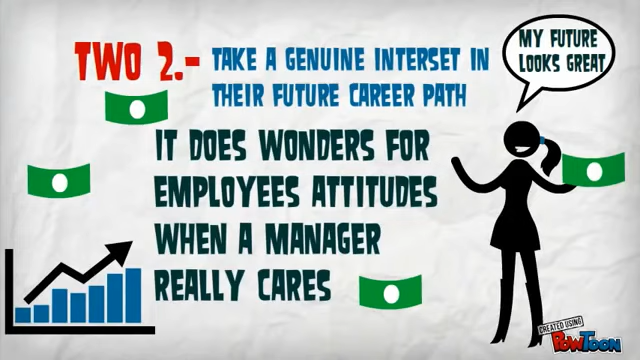 TWO 2.- TAKE A GENUINE INTERSET IN
THEIR FUTURE CAREER PATH
MY FUTURE
LOOKS GREAT
IT DOES WONDERS FOR
EMPLOYEES ATTITUDES
WHEN A MANAGER
REALLY CARES
CREATED USING
POWTOON